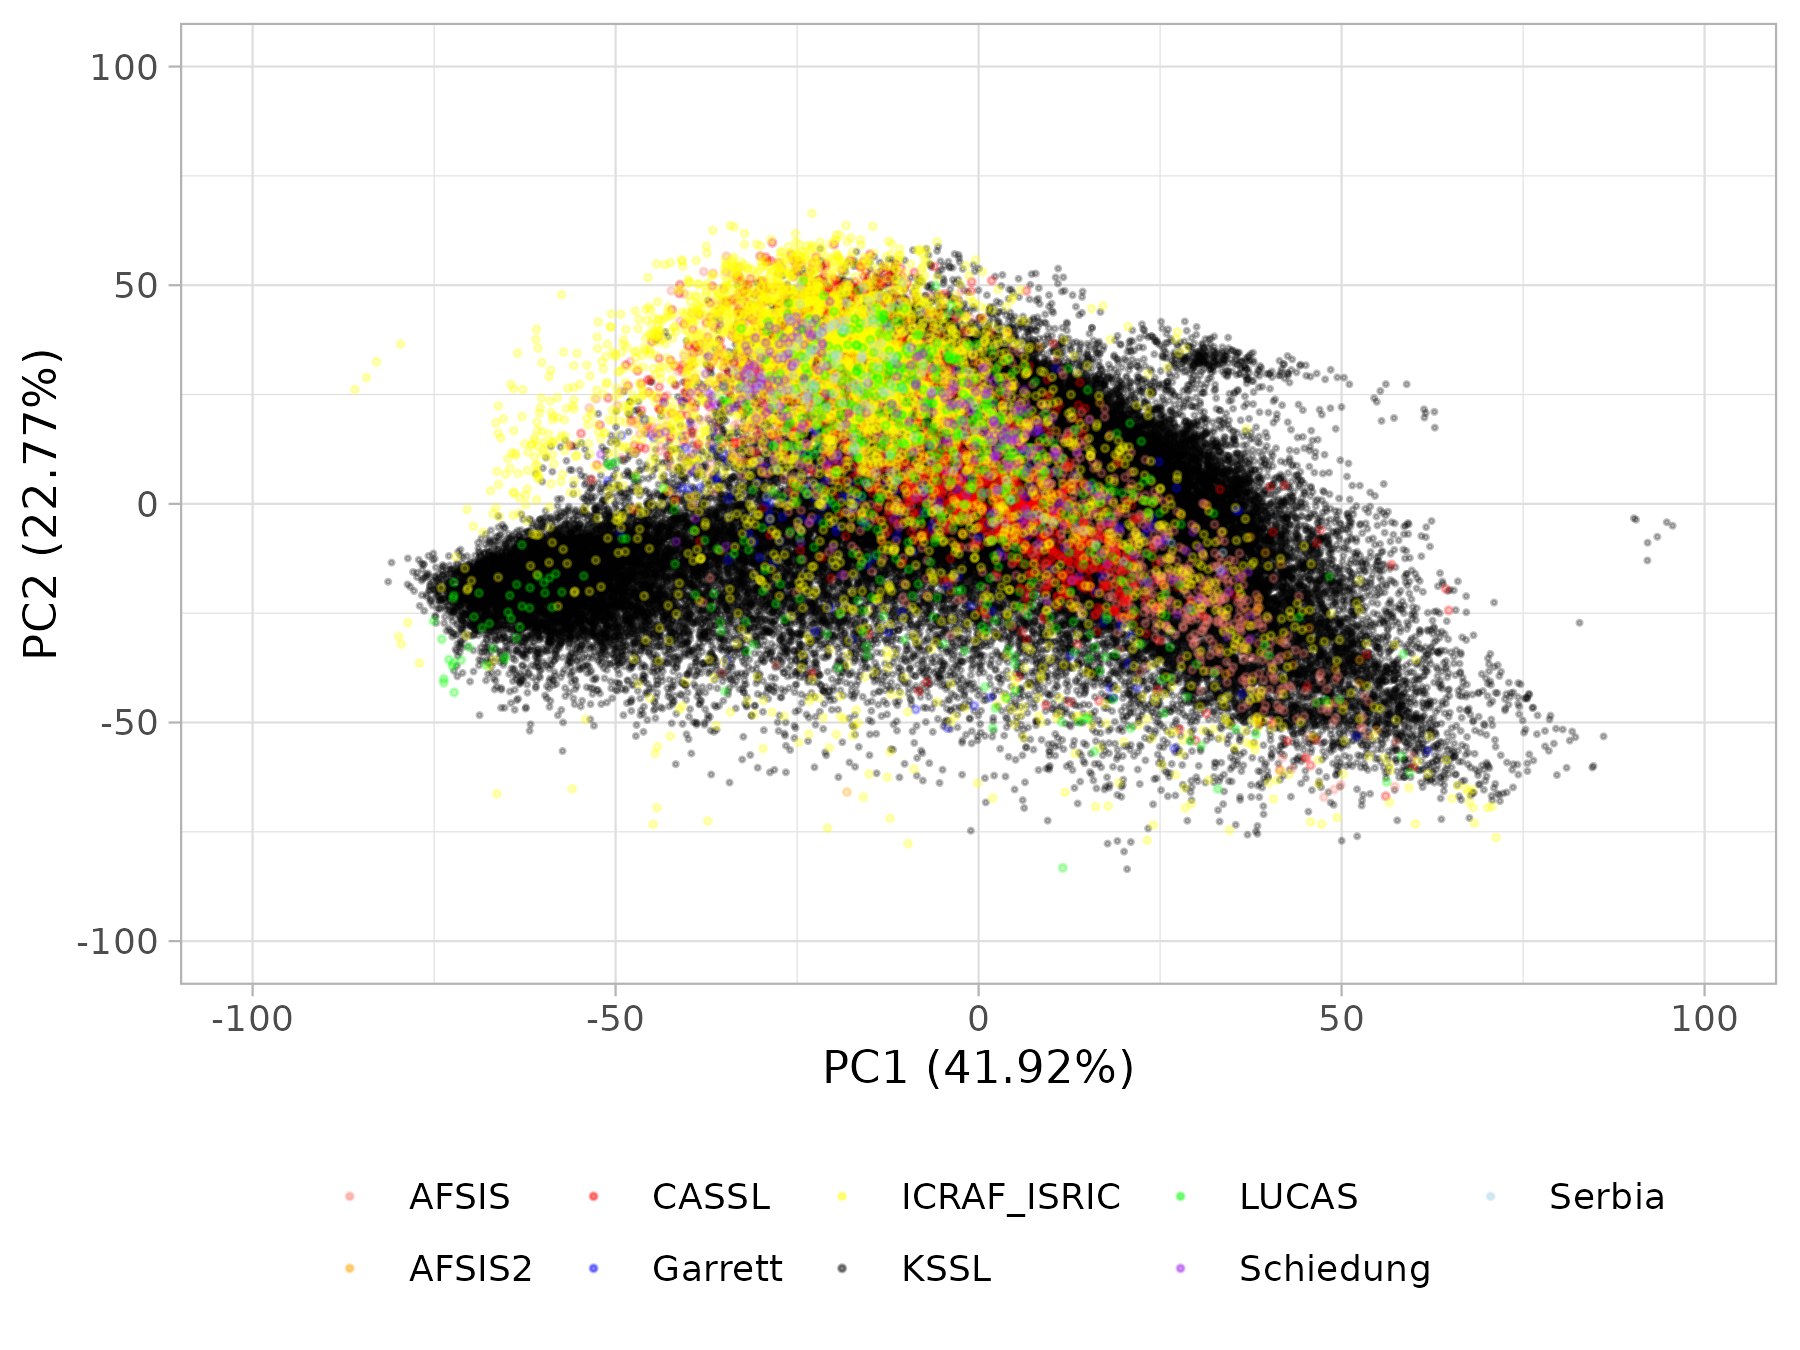 100
50
0
-50
-100
PC2 (22.77%)
-100 -50 0 50 100
PC1 (41.92%)
AFSIS CASSL ICRAF_ISRIC LUCAS Serbia
AFSIS2 Garrett KSSL Schiedung